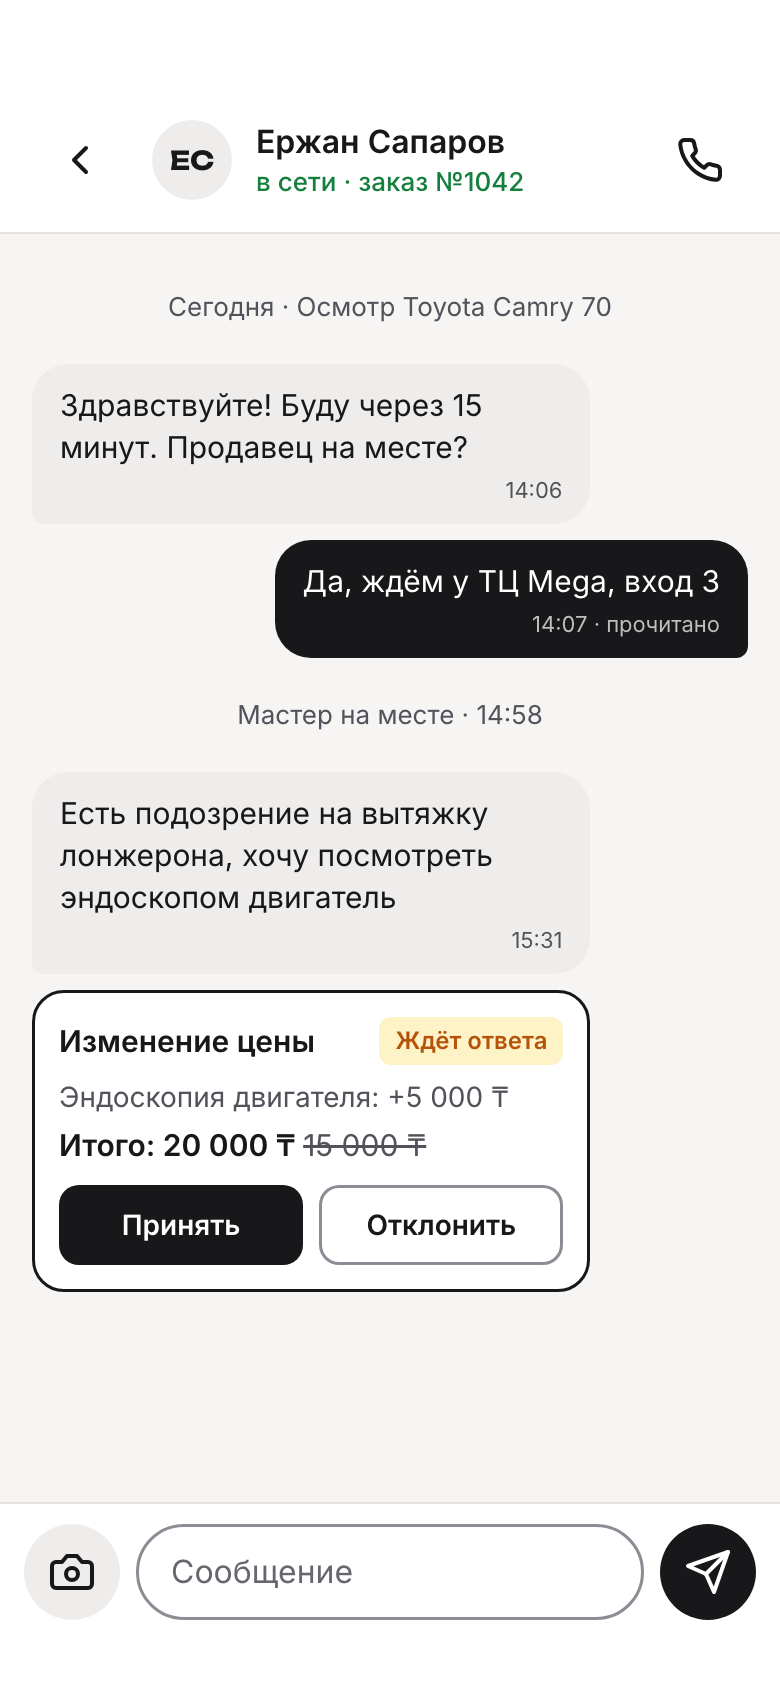 ЕС
Ержан Сапаров
в сети · заказ №1042
Сегодня · Осмотр Toyota Camry 70
Здравствуйте! Буду через 15
минут. Продавец на месте?
14:06
Да, ждём у ТЦ Mega, вход 3
14:07 · прочитано
Мастер на месте · 14:58
Есть подозрение на вытяжку
лонжерона, хочу посмотреть
эндоскопом двигатель
15:31
Изменение цены Ждёт ответа
Эндоскопия двигателя: +5 000 ₸
Итого: 20 000 ₸ 15 000 ₸
Принять Отклонить
Сообщение